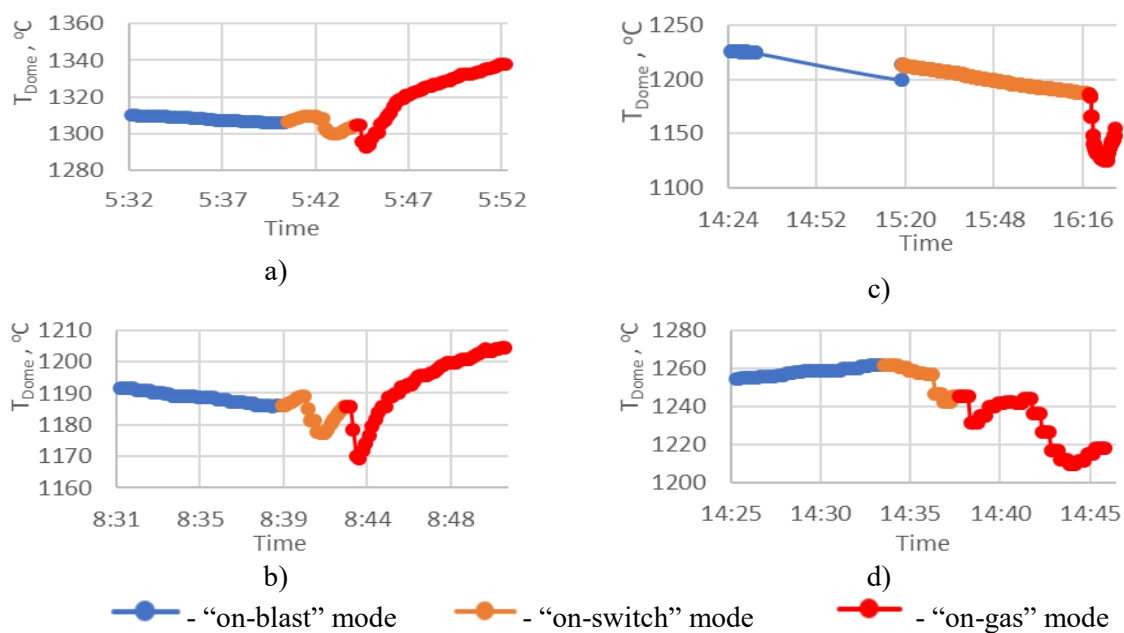 T_Dome , ºC
1360
1340
1320
1300
1280
5:32 5:37 5:42 5:47 5:52
Time
a)
T_Dome , ºC
1250
1200
1150
1100
14:24 14:52 15:20 15:48 16:16
Time
c)
T_Dome , ºC
1210
1200
1190
1180
1170
1160
8:31 8:35 8:39 8:44 8:48
Time
b)
T_Dome , ºC
1280
1260
1240
1220
1200
14:25 14:30 14:35 14:40 14:45
Time
d)
- “on-blast” mode - “on-switch” mode - “on-gas” mode